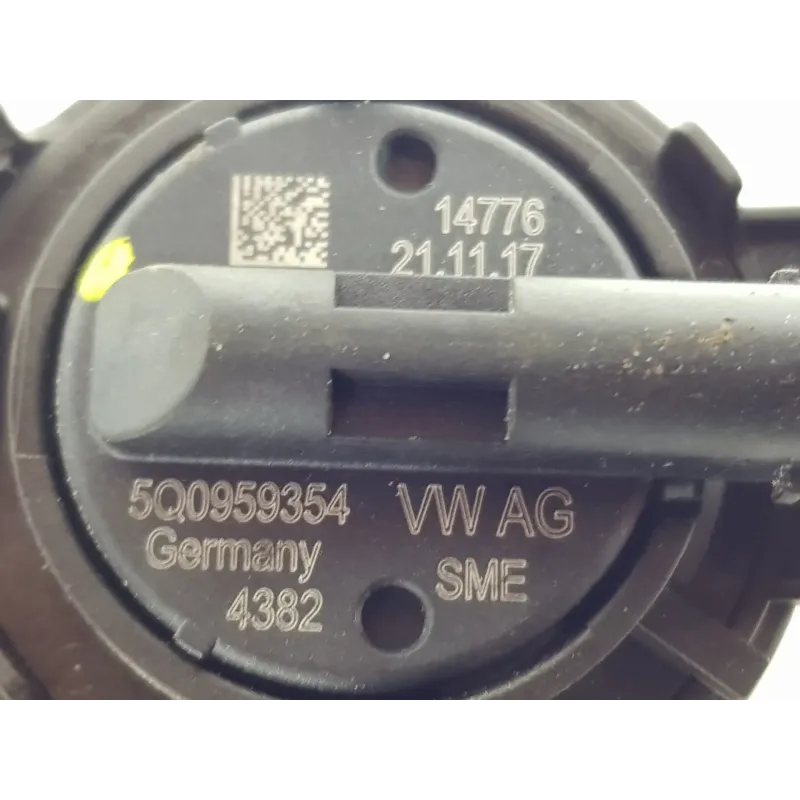 14776
21.11.17
5Q0959354 VW AG
Germany SME
4382